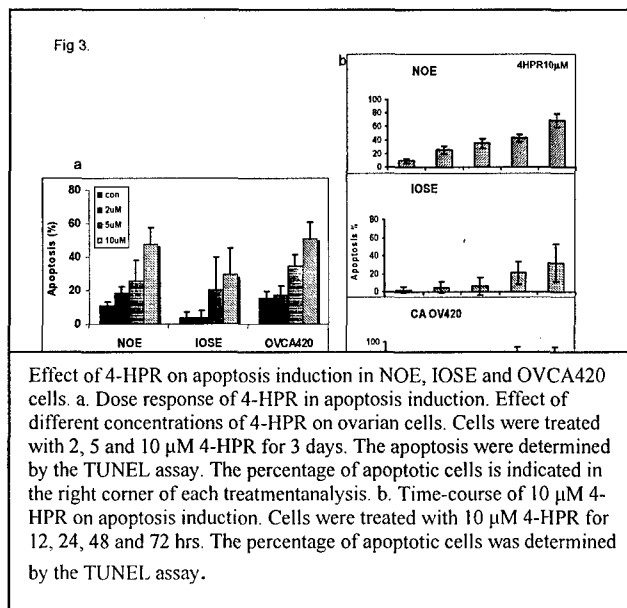 Fig 3.
b
NOE 4HPR10µM
100
80
60
40
20
0
a
IOSE
80
60
40
20
0
Apoptosis %
80
60
40
20
0
Apoptosis (%)
con
2uM
5uM
10uM
NOE IOSE OVCA420
CA OV420
100
Effect of 4-HPR on apoptosis induction in NOE, IOSE and OVCA420
cells. a. Dose response of 4-HPR in apoptosis induction. Effect of
different concentrations of 4-HPR on ovarian cells. Cells were treated
with 2, 5 and 10 µM 4-HPR for 3 days. The apoptosis were determined
by the TUNEL assay. The percentage of apoptotic cells is indicated in
the right corner of each treatmentanalysis. b. Time-course of 10 µM 4-
HPR on apoptosis induction. Cells were treated with 10 µM 4-HPR for
12, 24, 48 and 72 hrs. The percentage of apoptotic cells was determined
by the TUNEL assay.